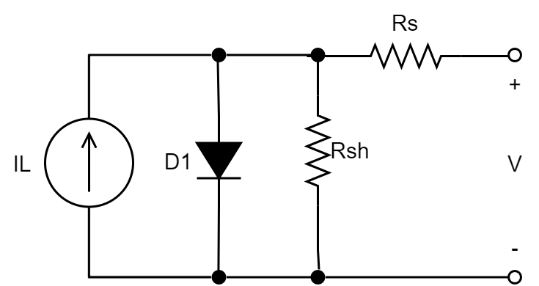 Rs
+
IL
D1
Rsh
V
-